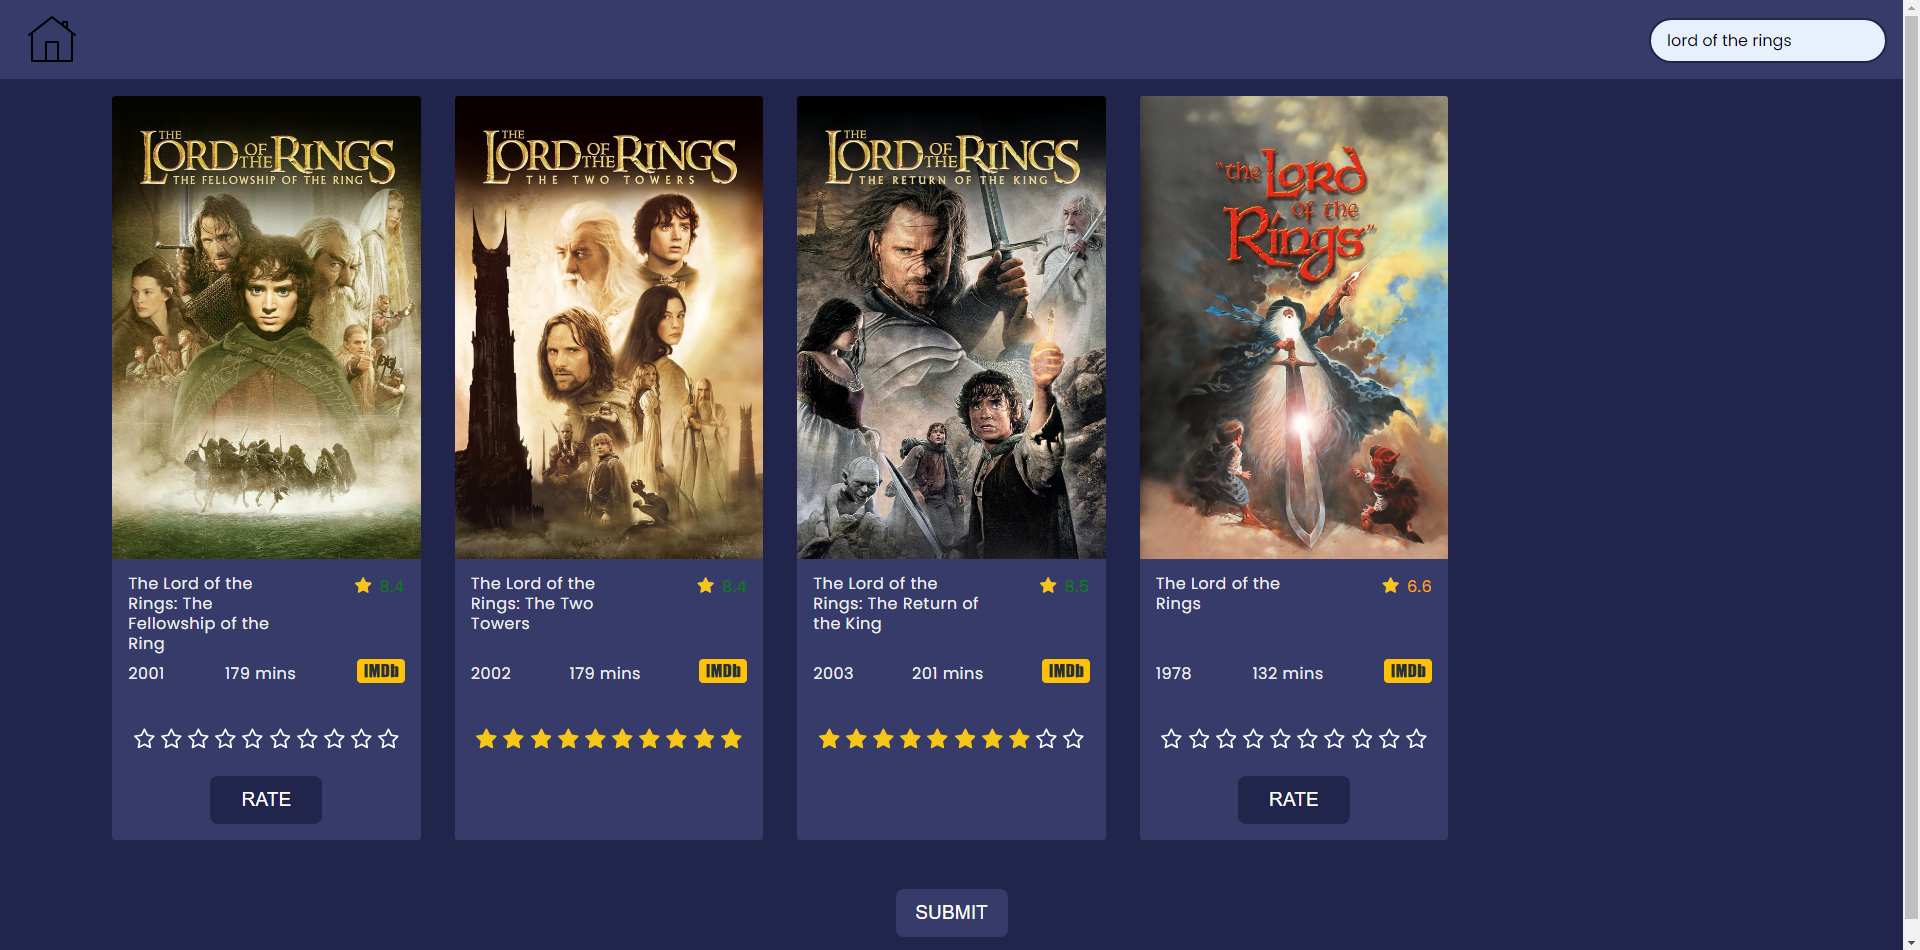 lord of the rings
THE
LORD OF THE RINGS
THE FELLOWSHIP OF THE RING
THE
LORD OF THE RINGS
THE TWO TOWERS
THE
LORD OF THE RINGS
THE RETURN OF THE KING
"the Lord
of the
Rings"
The Lord of the
Rings: The
Fellowship of the
Ring
8.4
2001
179 mins
IMDb
RATE
The Lord of the
Rings: The Two
Towers
8.4
2002
179 mins
IMDb
The Lord of the
Rings: The Return of
the King
8.5
2003
201 mins
IMDb
The Lord of the
Rings
6.6
1978
132 mins
IMDb
RATE
SUBMIT